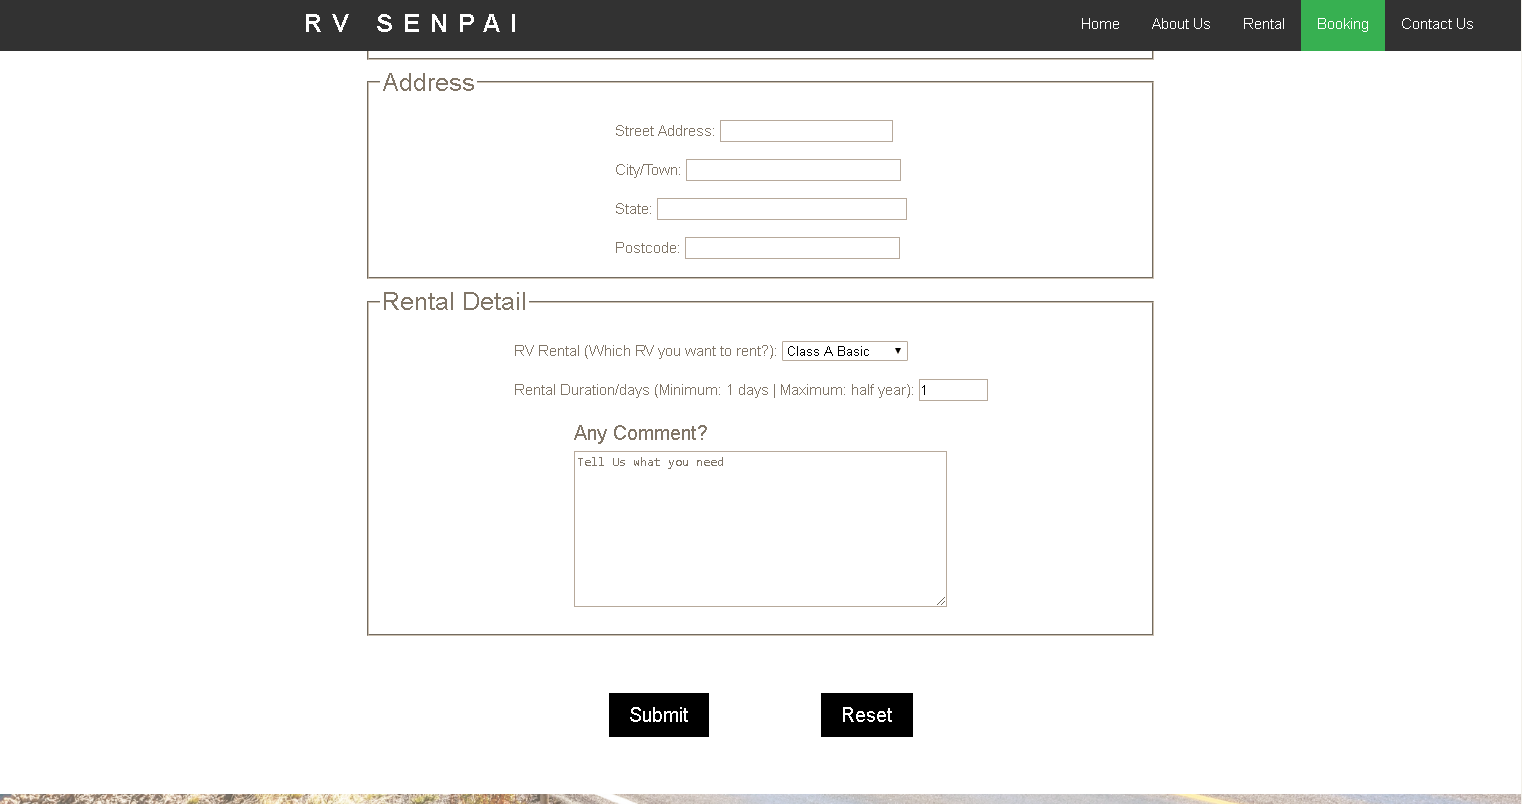 RV SENPAI
Home About Us Rental Booking Contact Us
Address
Street Address:
City/Town:
State:
Postcode:
Rental Detail
RV Rental (Which RV you want to rent?): Class A Basic
Rental Duration/days (Minimum: 1 days | Maximum: half year): 1
Any Comment?
Tell Us what you need
Submit Reset